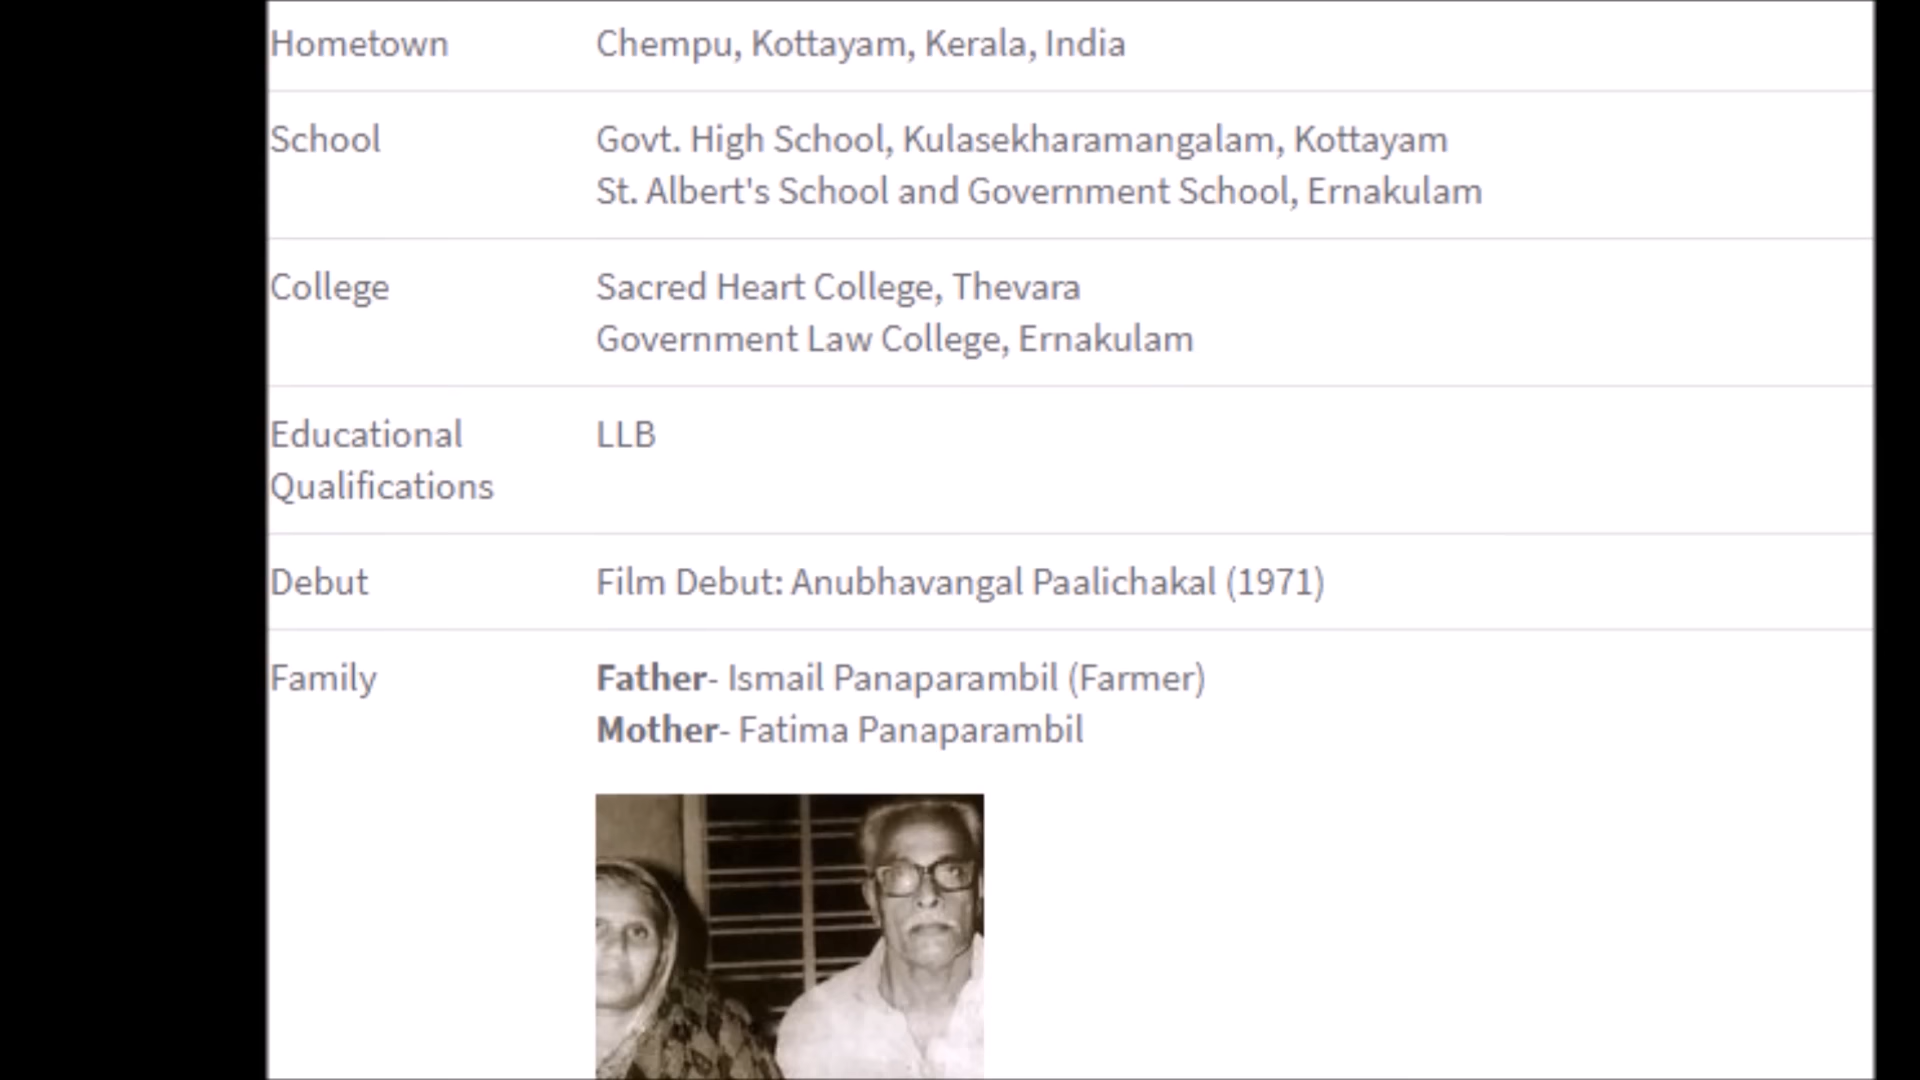 Hometown
Chempu, Kottayam, Kerala, India
School
Govt. High School, Kulasekharamangalam, Kottayam
St. Albert's School and Government School, Ernakulam
College
Sacred Heart College, Thevara
Government Law College, Ernakulam
Educational
Qualifications
LLB
Debut
Film Debut: Anubhavangal Paalichakal (1971)
Family
Father- Ismail Panaparambil (Farmer)
Mother- Fatima Panaparambil